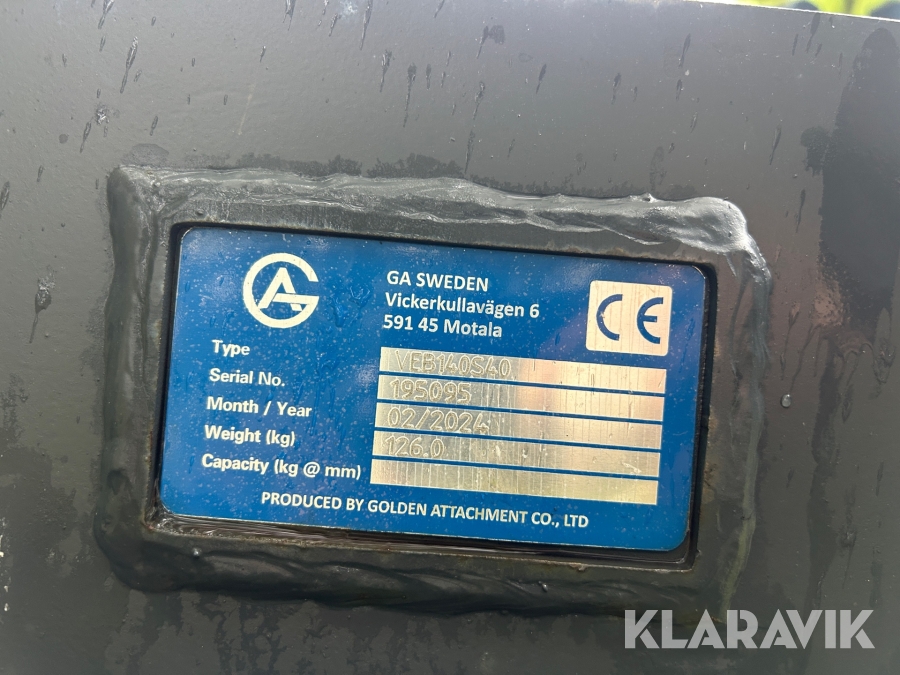 GA SWEDEN
Vickerkullavägen 6
591 45 Motala
CE
Type VEB140S40
Serial No. 195095
Month / Year 02/2024
Weight (kg) 126.0
Capacity (kg @ mm)
PRODUCED BY GOLDEN ATTACHMENT CO., LTD
KLARAVIK